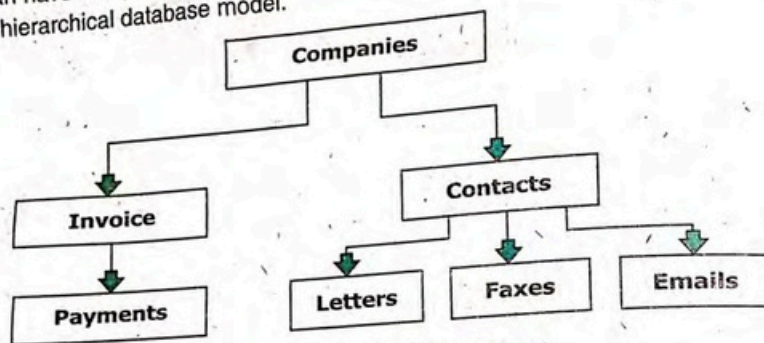 hierarchical database model.
Companies
Invoice
Contacts
Payments
Letters
Faxes
Emails